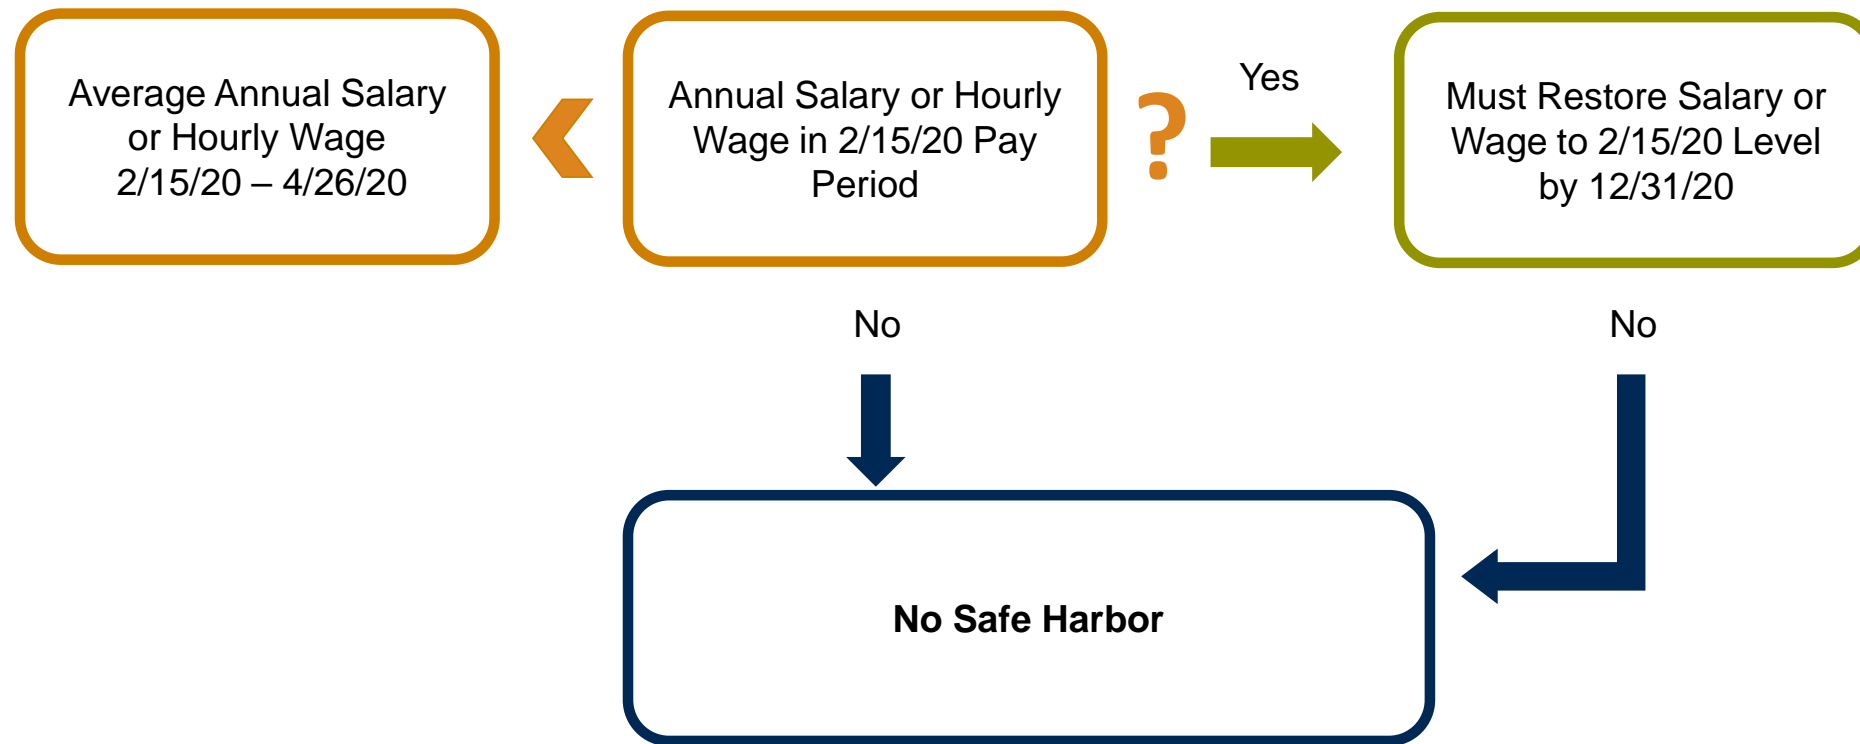 Average Annual Salary
or Hourly Wage
2/15/20 – 4/26/20
Annual Salary or Hourly
Wage in 2/15/20 Pay
Period
?
Yes
Must Restore Salary or
Wage to 2/15/20 Level
by 12/31/20
No
No
No Safe Harbor